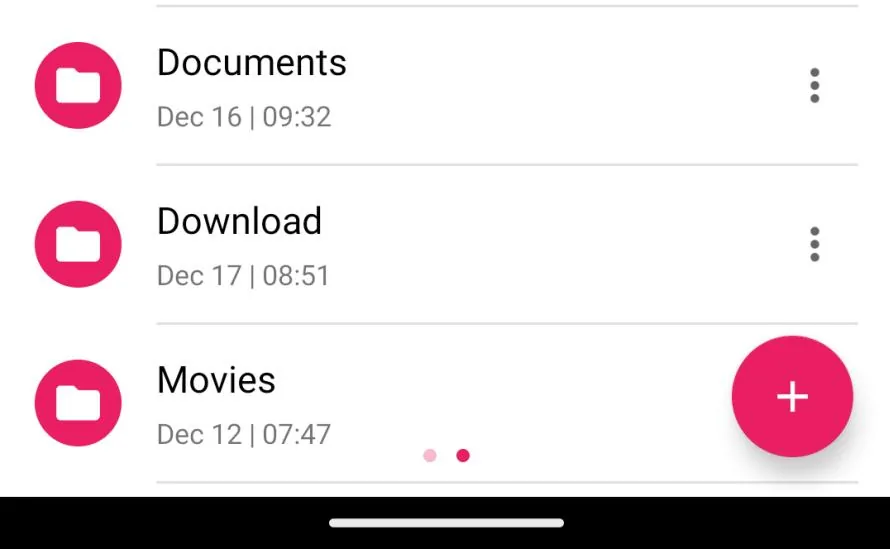 Documents
Dec 16 | 09:32
Download
Dec 17 | 08:51
Movies
Dec 12 | 07:47